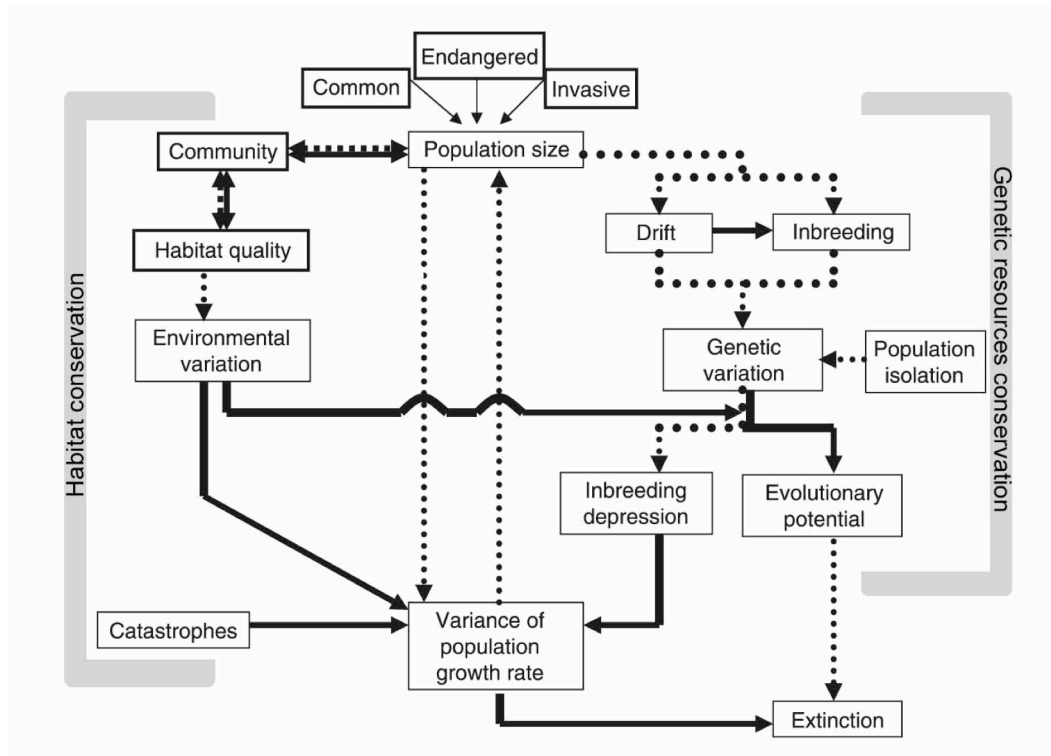 Endangered
Common
Invasive
Community
Population size
Habitat quality
Drift
Inbreeding
Environmental
variation
Genetic
variation
Population
isolation
Inbreeding
depression
Evolutionary
potential
Catastrophes
Variance of
population
growth rate
Extinction
Habitat conservation
Genetic resources conservation